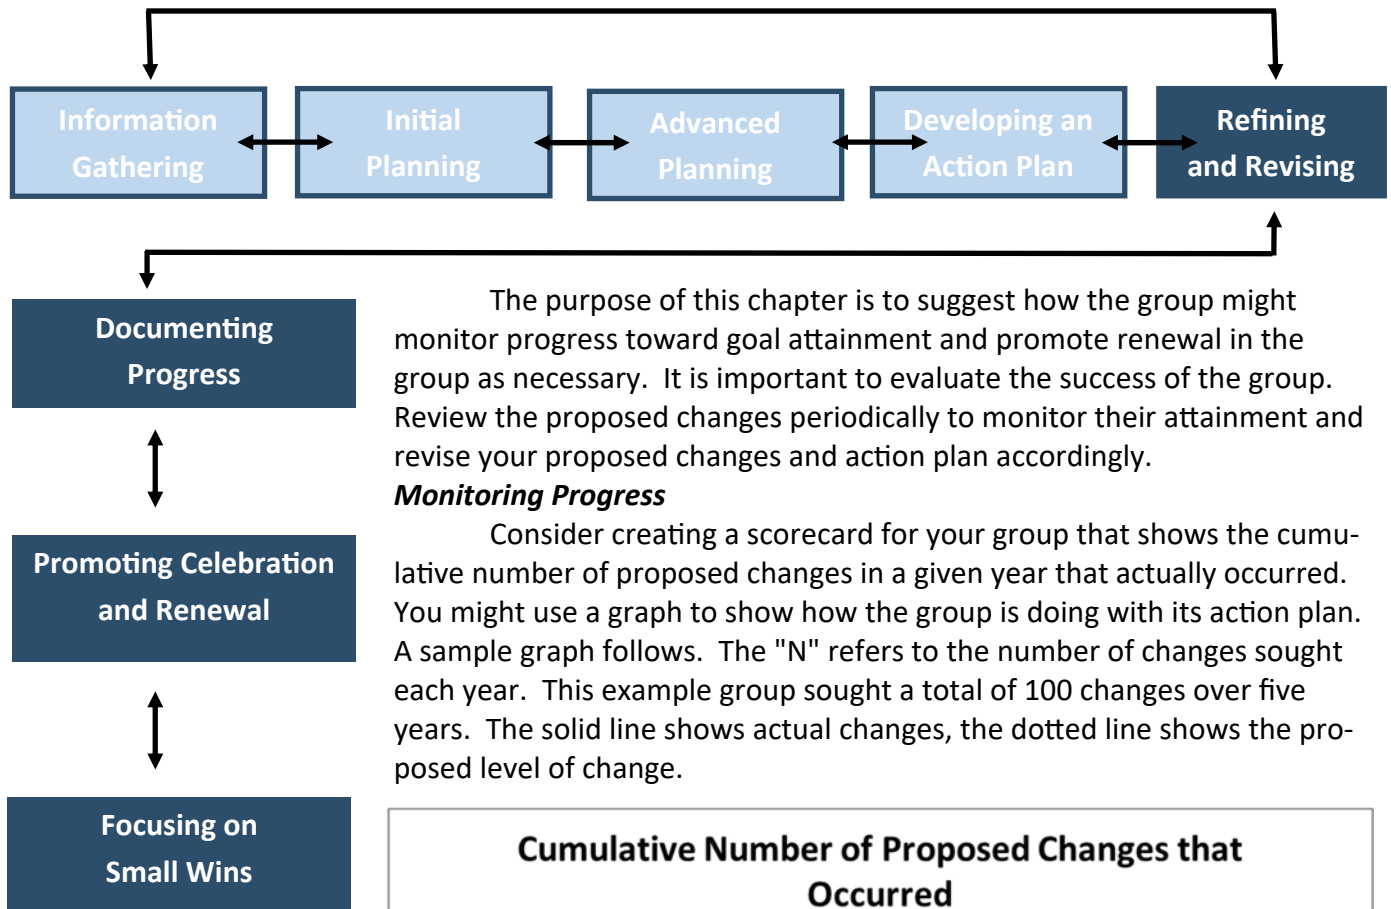 Information
Gathering
Initial
Planning
Advanced
Planning
Developing an
Action Plan
Refining
and Revising
Documenting
Progress
Promoting Celebration
and Renewal
Focusing on
Small Wins
The purpose of this chapter is to suggest how the group might
monitor progress toward goal attainment and promote renewal in the
group as necessary.  It is important to evaluate the success of the group.
Review the proposed changes periodically to monitor their attainment and
revise your proposed changes and action plan accordingly.
Monitoring Progress
Consider creating a scorecard for your group that shows the cumu-
lative number of proposed changes in a given year that actually occurred.
You might use a graph to show how the group is doing with its action plan.
A sample graph follows.  The "N" refers to the number of changes sought
each year.  This example group sought a total of 100 changes over five
years.  The solid line shows actual changes, the dotted line shows the pro-
posed level of change.
Cumulative Number of Proposed Changes that
Occurred